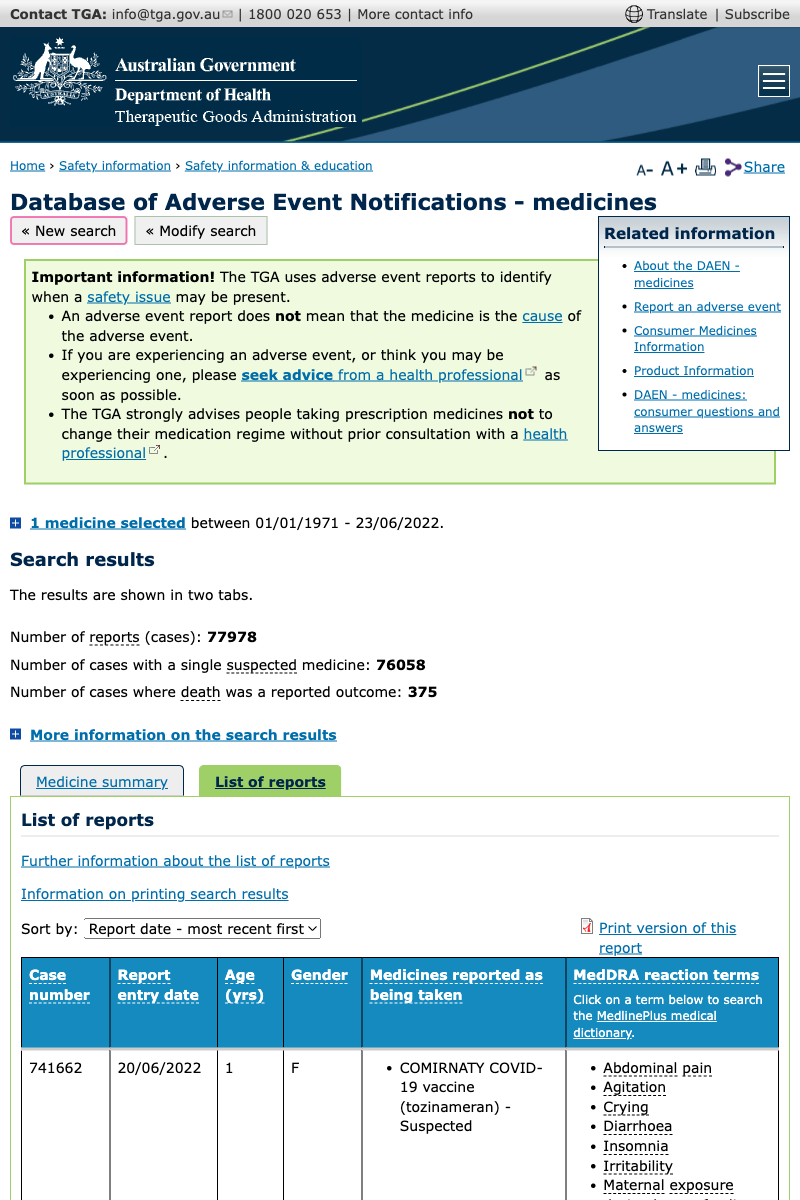 Contact TGA: info@tga.gov.au | 1800 020 653 | More contact info
Translate | Subscribe
Australian Government
Department of Health
Therapeutic Goods Administration
Home › Safety information › Safety information & education
A- A+ Share
Database of Adverse Event Notifications - medicines
« New search « Modify search
Important information! The TGA uses adverse event reports to identify
when a safety issue may be present.
• An adverse event report does not mean that the medicine is the cause of
the adverse event.
• If you are experiencing an adverse event, or think you may be
experiencing one, please seek advice from a health professional as
soon as possible.
• The TGA strongly advises people taking prescription medicines not to
change their medication regime without prior consultation with a health
professional .
Related information
• About the DAEN -
medicines
• Report an adverse event
• Consumer Medicines
Information
• Product Information
• DAEN - medicines:
consumer questions and
answers
1 medicine selected between 01/01/1971 - 23/06/2022.
Search results
The results are shown in two tabs.
Number of reports (cases): 77978
Number of cases with a single suspected medicine: 76058
Number of cases where death was a reported outcome: 375
More information on the search results
Medicine summary
List of reports
List of reports
Further information about the list of reports
Information on printing search results
Sort by: Report date - most recent first
Print version of this
report
Case
number
Report
entry date
Age
(yrs)
Gender
Medicines reported as
being taken
MedDRA reaction terms
Click on a term below to search
the MedlinePlus medical
dictionary.
741662
20/06/2022
1
F
• COMIRNATY COVID-
19 vaccine
(tozinameran) -
Suspected
• Abdominal pain
• Agitation
• Crying
• Diarrhoea
• Insomnia
• Irritability
• Maternal exposure